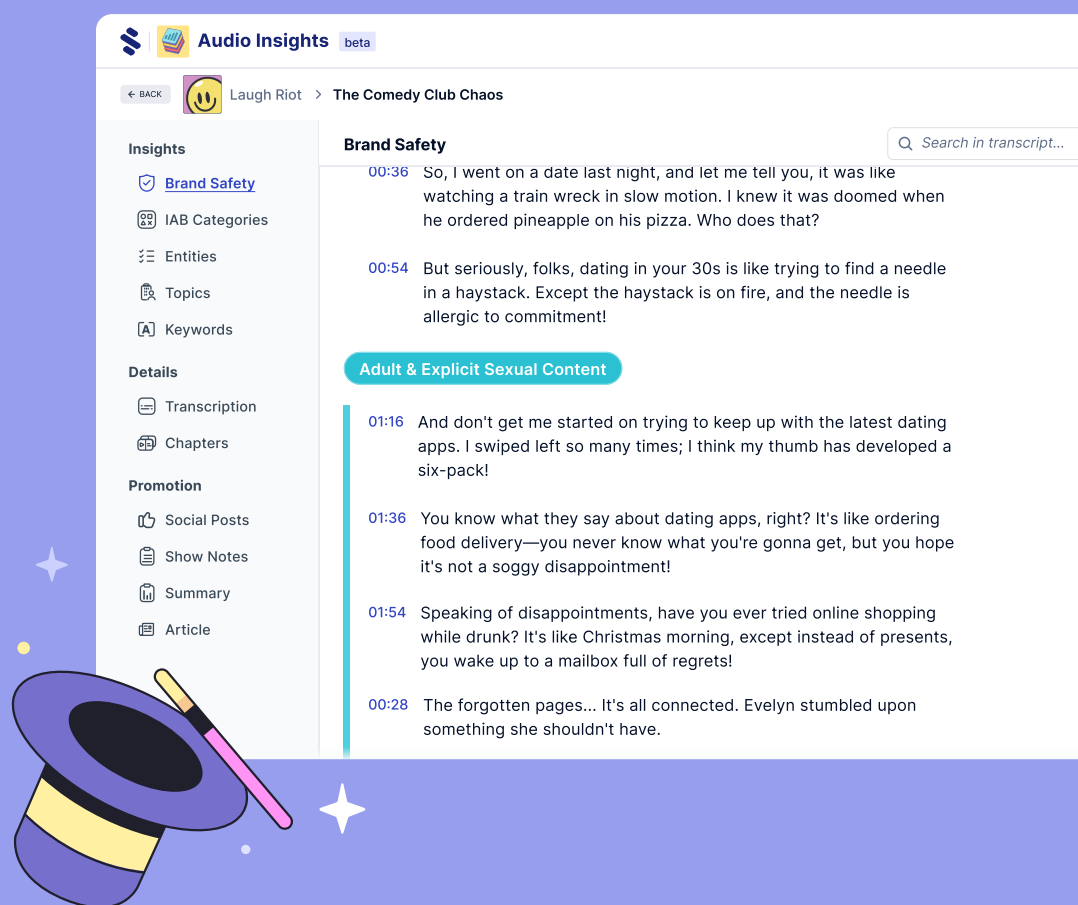 Audio Insights beta
← BACK Laugh Riot > The Comedy Club Chaos
Insights
Brand Safety
IAB Categories
Entities
Topics
Keywords
Details
Transcription
Chapters
Promotion
Social Posts
Show Notes
Summary
Article
Brand Safety
Search in transcript...
00:36 So, I went on a date last night, and let me tell you, it was like
watching a train wreck in slow motion. I knew it was doomed when
he ordered pineapple on his pizza. Who does that?
00:54 But seriously, folks, dating in your 30s is like trying to find a needle
in a haystack. Except the haystack is on fire, and the needle is
allergic to commitment!
Adult & Explicit Sexual Content
01:16 And don't get me started on trying to keep up with the latest dating
apps. I swiped left so many times; I think my thumb has developed a
six-pack!
01:36 You know what they say about dating apps, right? It's like ordering
food delivery—you never know what you're gonna get, but you hope
it's not a soggy disappointment!
01:54 Speaking of disappointments, have you ever tried online shopping
while drunk? It's like Christmas morning, except instead of presents,
you wake up to a mailbox full of regrets!
00:28 The forgotten pages... It's all connected. Evelyn stumbled upon
something she shouldn't have.